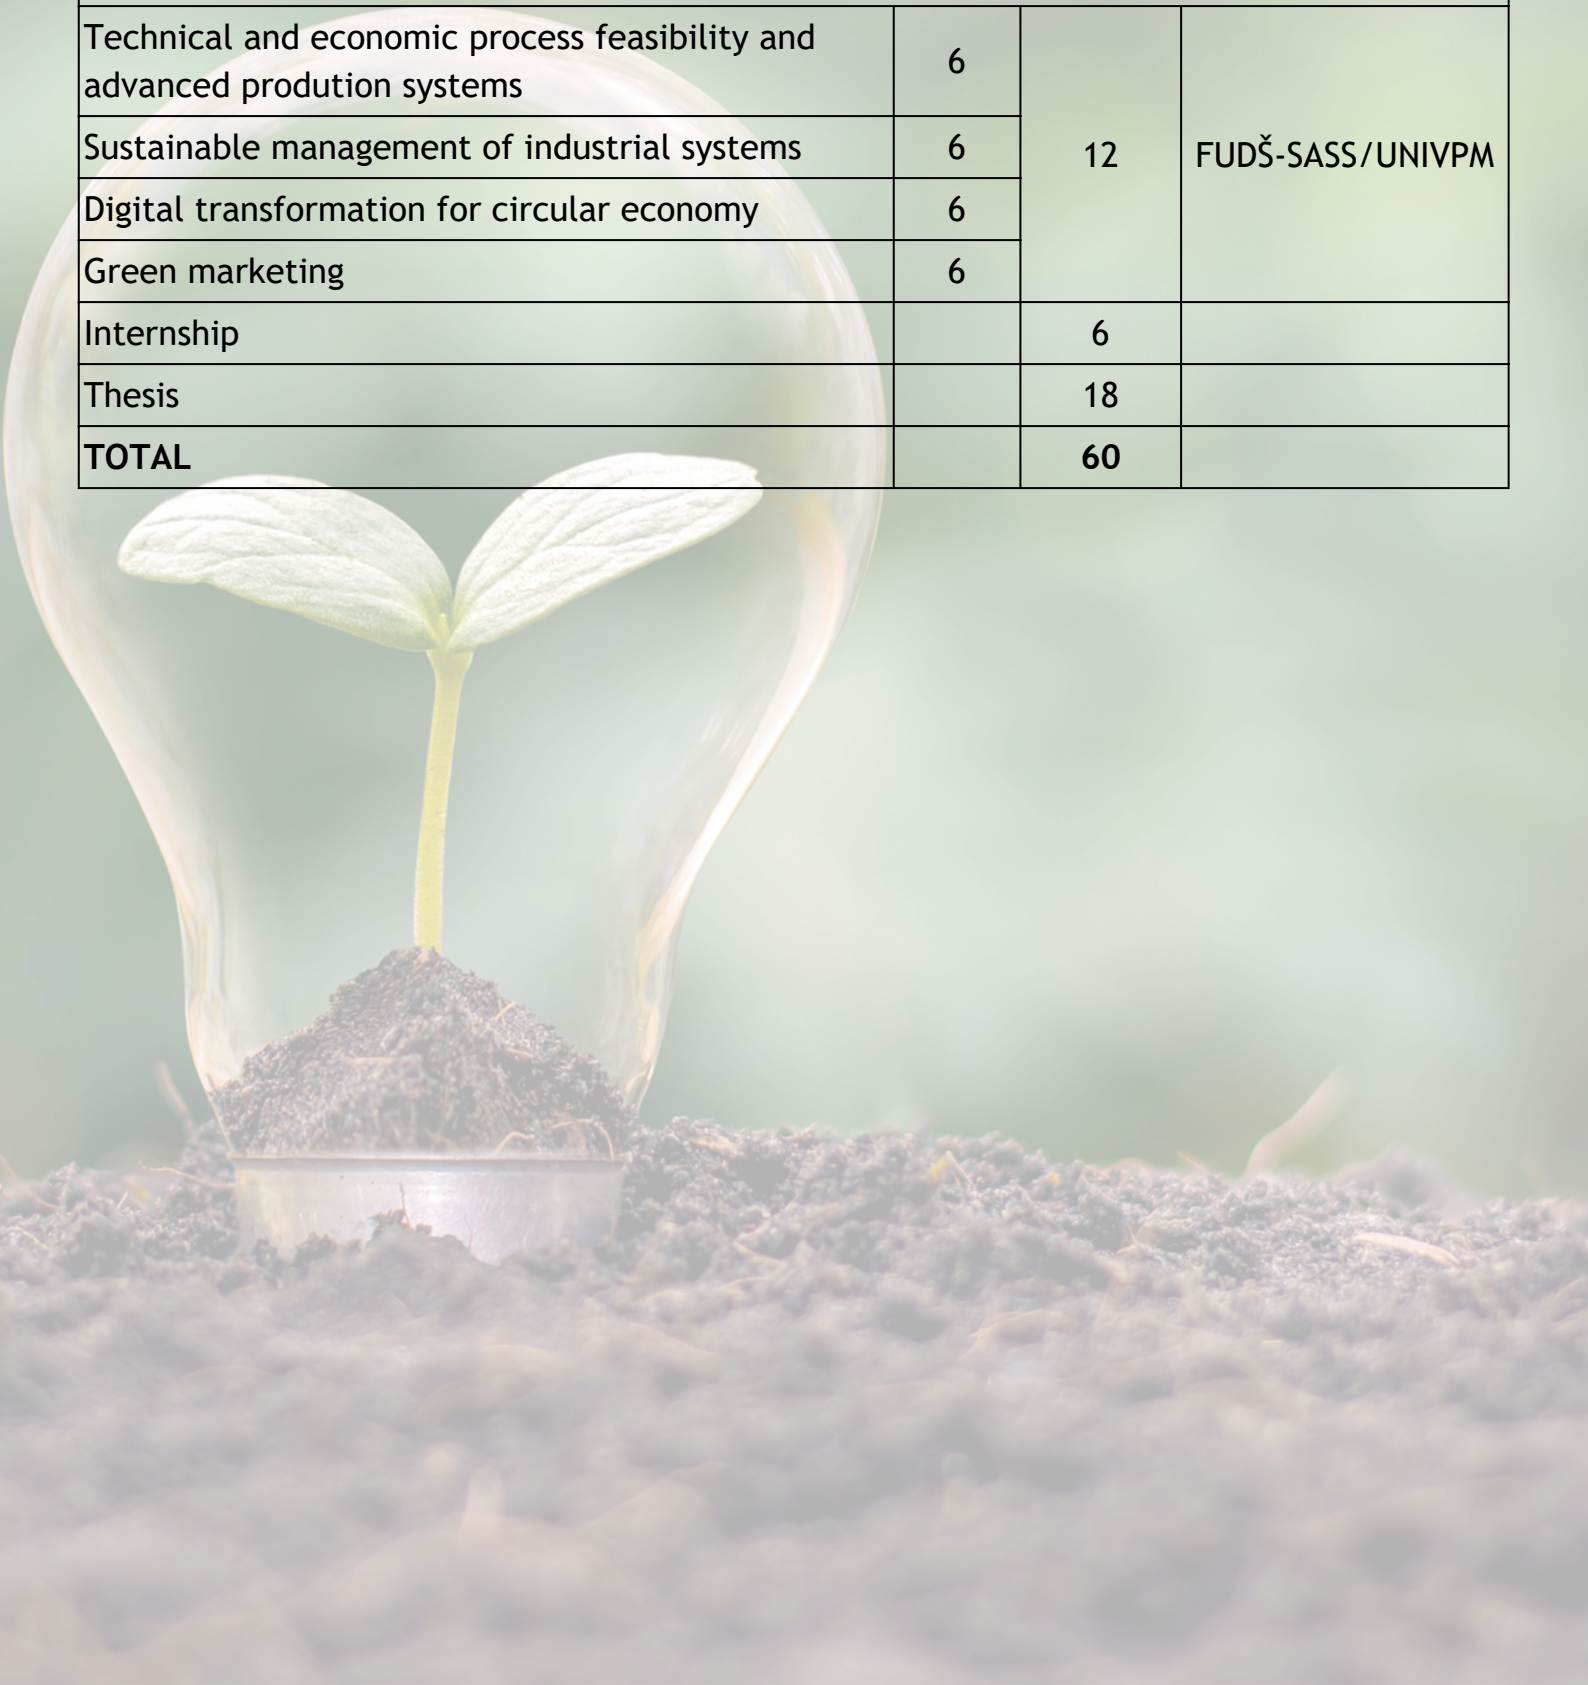 Technical and economic process feasibility and
advanced prodution systems
6
12
FUDŠ-SASS/UNIVPM
Sustainable management of industrial systems
6
Digital transformation for circular economy
6
Green marketing
6
Internship
6
Thesis
18
TOTAL
60